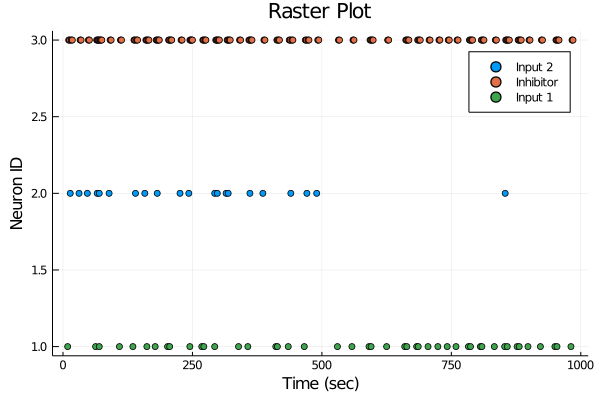 Raster Plot
3.0
Input 2
Inhibitor
Input 1
2.5
Neuron ID
2.0
1.5
1.0
0 250 500 750 1000
Time (sec)